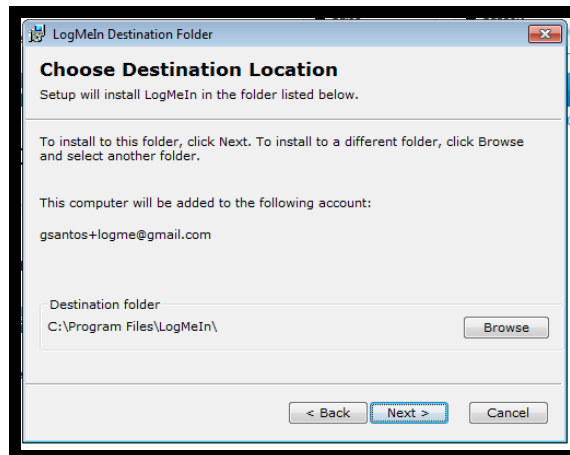 LogMeIn Destination Folder
Choose Destination Location
Setup will install LogMeIn in the folder listed below.
To install to this folder, click Next. To install to a different folder, click Browse
and select another folder.
This computer will be added to the following account:
gsantos+logme@gmail.com
Destination folder
C:\Program Files\LogMeIn\
Browse
< Back
Next >
Cancel